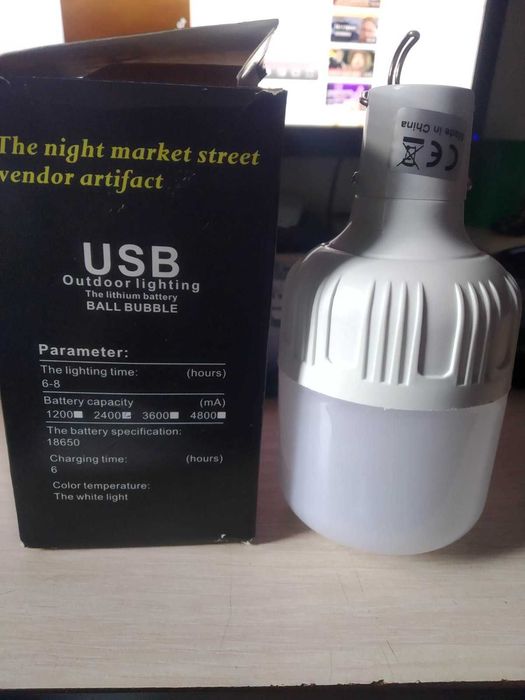 The night market street
vendor artifact
USB
Outdoor lighting
The lithium battery
BALL BUBBLE
Parameter:
The lighting time: (hours)
6-8
Battery capacity (mA)
1200 2400 3600 4800
The battery specification:
18650
Charging time: (hours)
6
Color temperature:
The white light
CE
Made in China